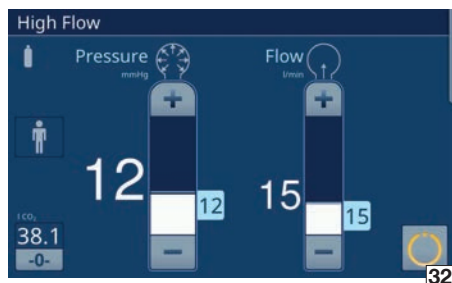 High Flow
Pressure
mmHg
Flow
l/min
+
+
12
12
15
15
l CO₂
38.1
-0-
−
−
32